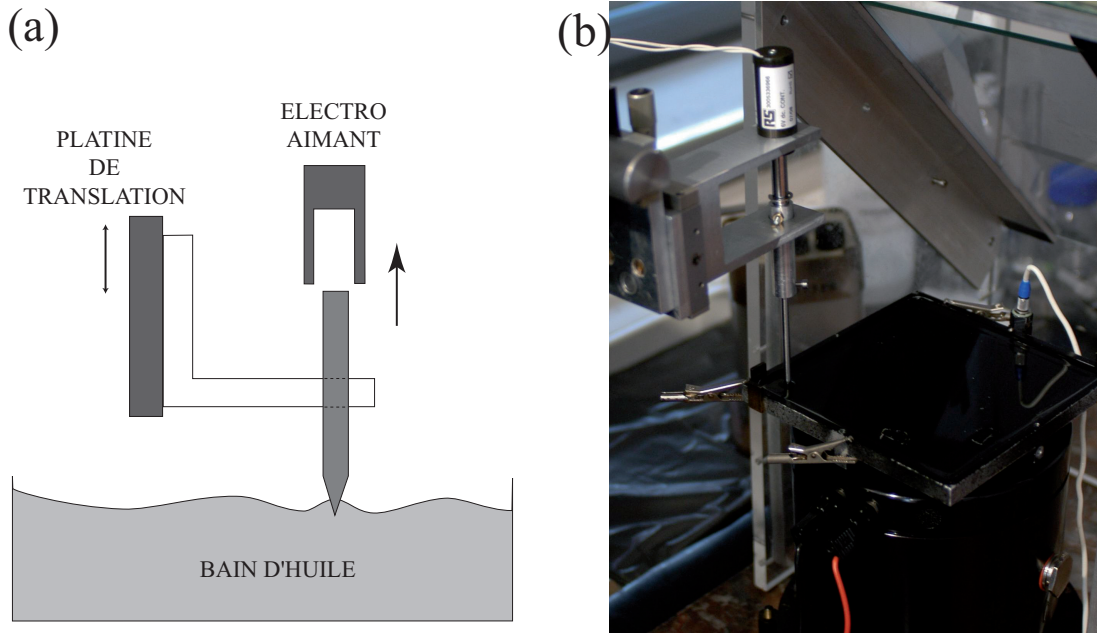 (a)
PLATINE
DE
TRANSLATION
ELECTRO
AIMANT
BAIN D'HUILE
(b)
RS